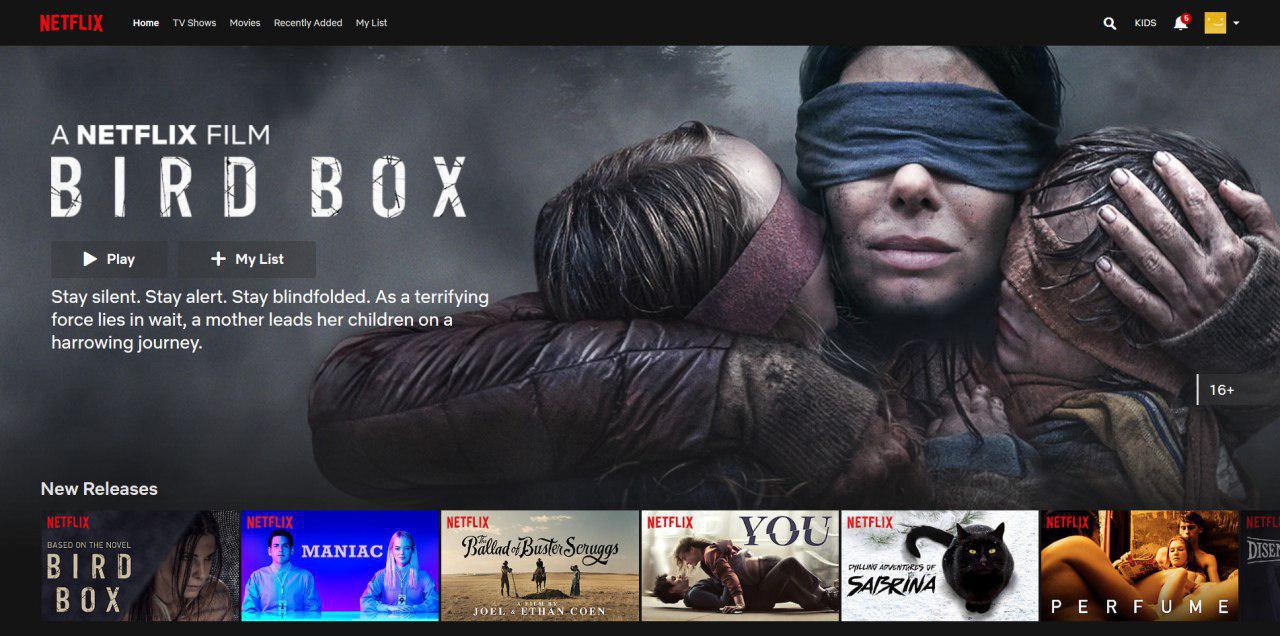 NETFLIX Home TV Shows Movies Recently Added My List KIDS 5
A NETFLIX FILM
BIRD BOX
Play My List
Stay silent. Stay alert. Stay blindfolded. As a terrifying
force lies in wait, a mother leads her children on a
harrowing journey.
16+
New Releases
NETFLIX
BASED ON THE NOVEL
BIRD
BOX
NETFLIX
MANIAC
NETFLIX
The
Ballad of Buster Scruggs
A FILM BY
JOEL & ETHAN COEN
NETFLIX
YOU
NETFLIX
CHILLING ADVENTURES OF
SABRINA
NETFLIX
PERFUME